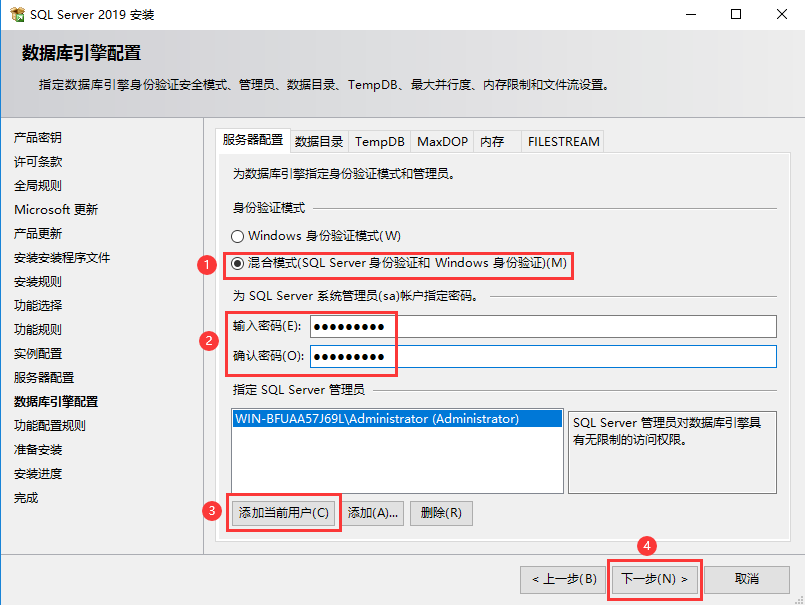 SQL Server 2019 安装
数据库引擎配置
指定数据库引擎身份验证安全模式、管理员、数据目录、TempDB、最大并行度、内存限制和文件流设置。
产品密钥
许可条款
全局规则
Microsoft 更新
产品更新
安装安装程序文件
安装规则
功能选择
功能规则
实例配置
服务器配置
数据库引擎配置
功能配置规则
准备安装
安装进度
完成
服务器配置 数据目录 TempDB MaxDOP 内存 FILESTREAM
为数据库引擎指定身份验证模式和管理员。
身份验证模式
Windows 身份验证模式(W)
1 混合模式(SQL Server 身份验证和 Windows 身份验证)(M)
为 SQL Server 系统管理员(sa)帐户指定密码。
输入密码(E): ●●●●●●●●●
2
确认密码(O): ●●●●●●●●●
指定 SQL Server 管理员
WIN-BFUAA57J69L\Administrator (Administrator)
SQL Server 管理员对数据库引擎具
有无限制的访问权限。
3 添加当前用户(C) 添加(A)... 删除(R)
4
< 上一步(B) 下一步(N) > 取消